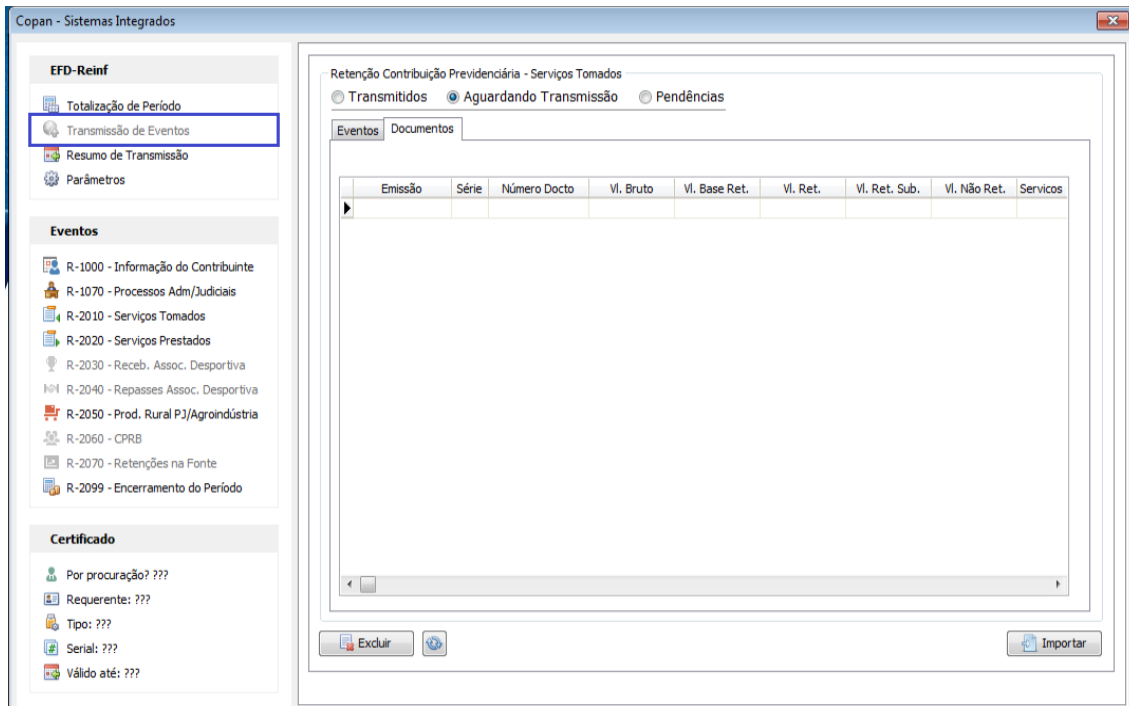 Copan - Sistemas Integrados
EFD-Reinf
Totalização de Período
Transmissão de Eventos
Resumo de Transmissão
Parâmetros
Eventos
R-1000 - Informação do Contribuinte
R-1070 - Processos Adm/Judiciais
R-2010 - Serviços Tomados
R-2020 - Serviços Prestados
R-2030 - Receb. Assoc. Desportiva
R-2040 - Repasses Assoc. Desportiva
R-2050 - Prod. Rural PJ/Agroindústria
R-2060 - CPRB
R-2070 - Retenções na Fonte
R-2099 - Encerramento do Período
Certificado
Por procuração? ???
Requerente: ???
Tipo: ???
Serial: ???
Válido até: ???
Retenção Contribuição Previdenciária - Serviços Tomados
Transmitidos Aguardando Transmissão Pendências
Eventos Documentos
Emissão Série Número Docto Vl. Bruto Vl. Base Ret. Vl. Ret. Vl. Ret. Sub. Vl. Não Ret. Servicos
Excluir Importar